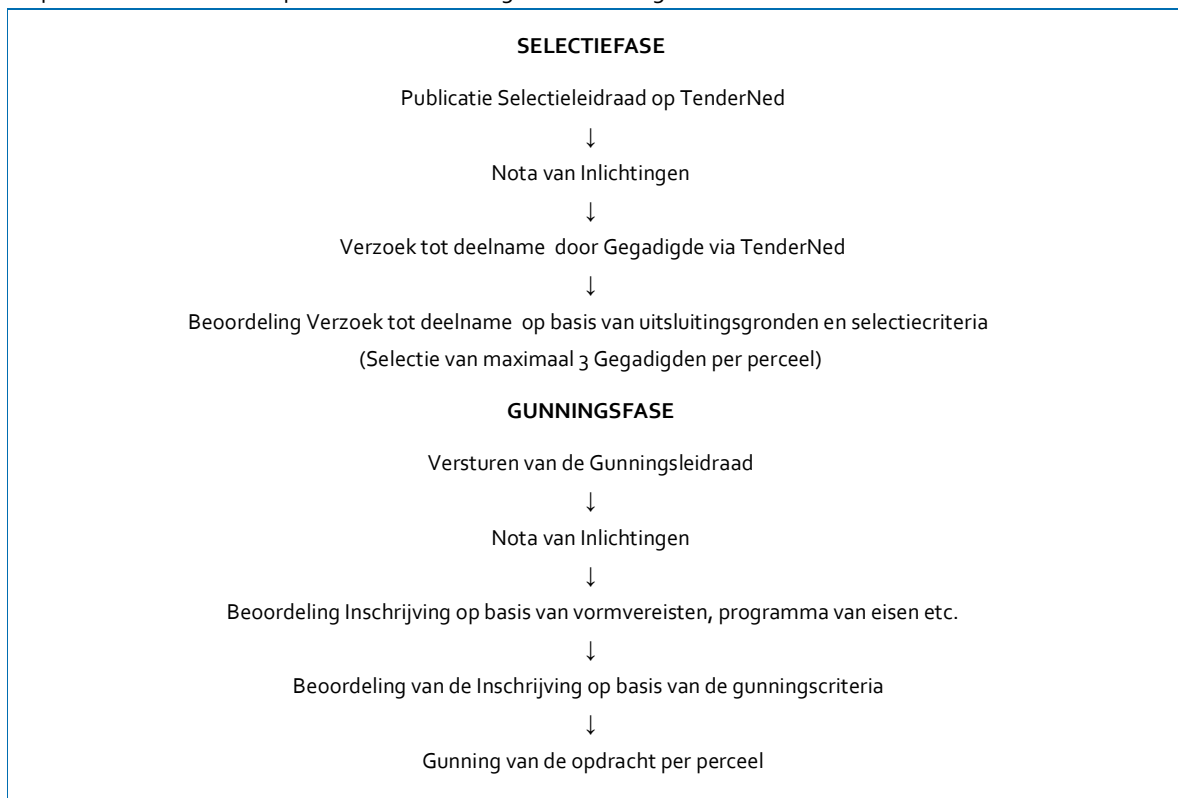 SELECTIEFASE
Publicatie Selectieleidraad op TenderNed
↓
Nota van Inlichtingen
↓
Verzoek tot deelname door Gegadigde via TenderNed
↓
Beoordeling Verzoek tot deelname op basis van uitsluitingsgronden en selectiecriteria
(Selectie van maximaal 3 Gegadigden per perceel)
GUNNINGSFASE
Versturen van de Gunningsleidraad
↓
Nota van Inlichtingen
↓
Beoordeling Inschrijving op basis van vormvereisten, programma van eisen etc.
↓
Beoordeling van de Inschrijving op basis van de gunningscriteria
↓
Gunning van de opdracht per perceel